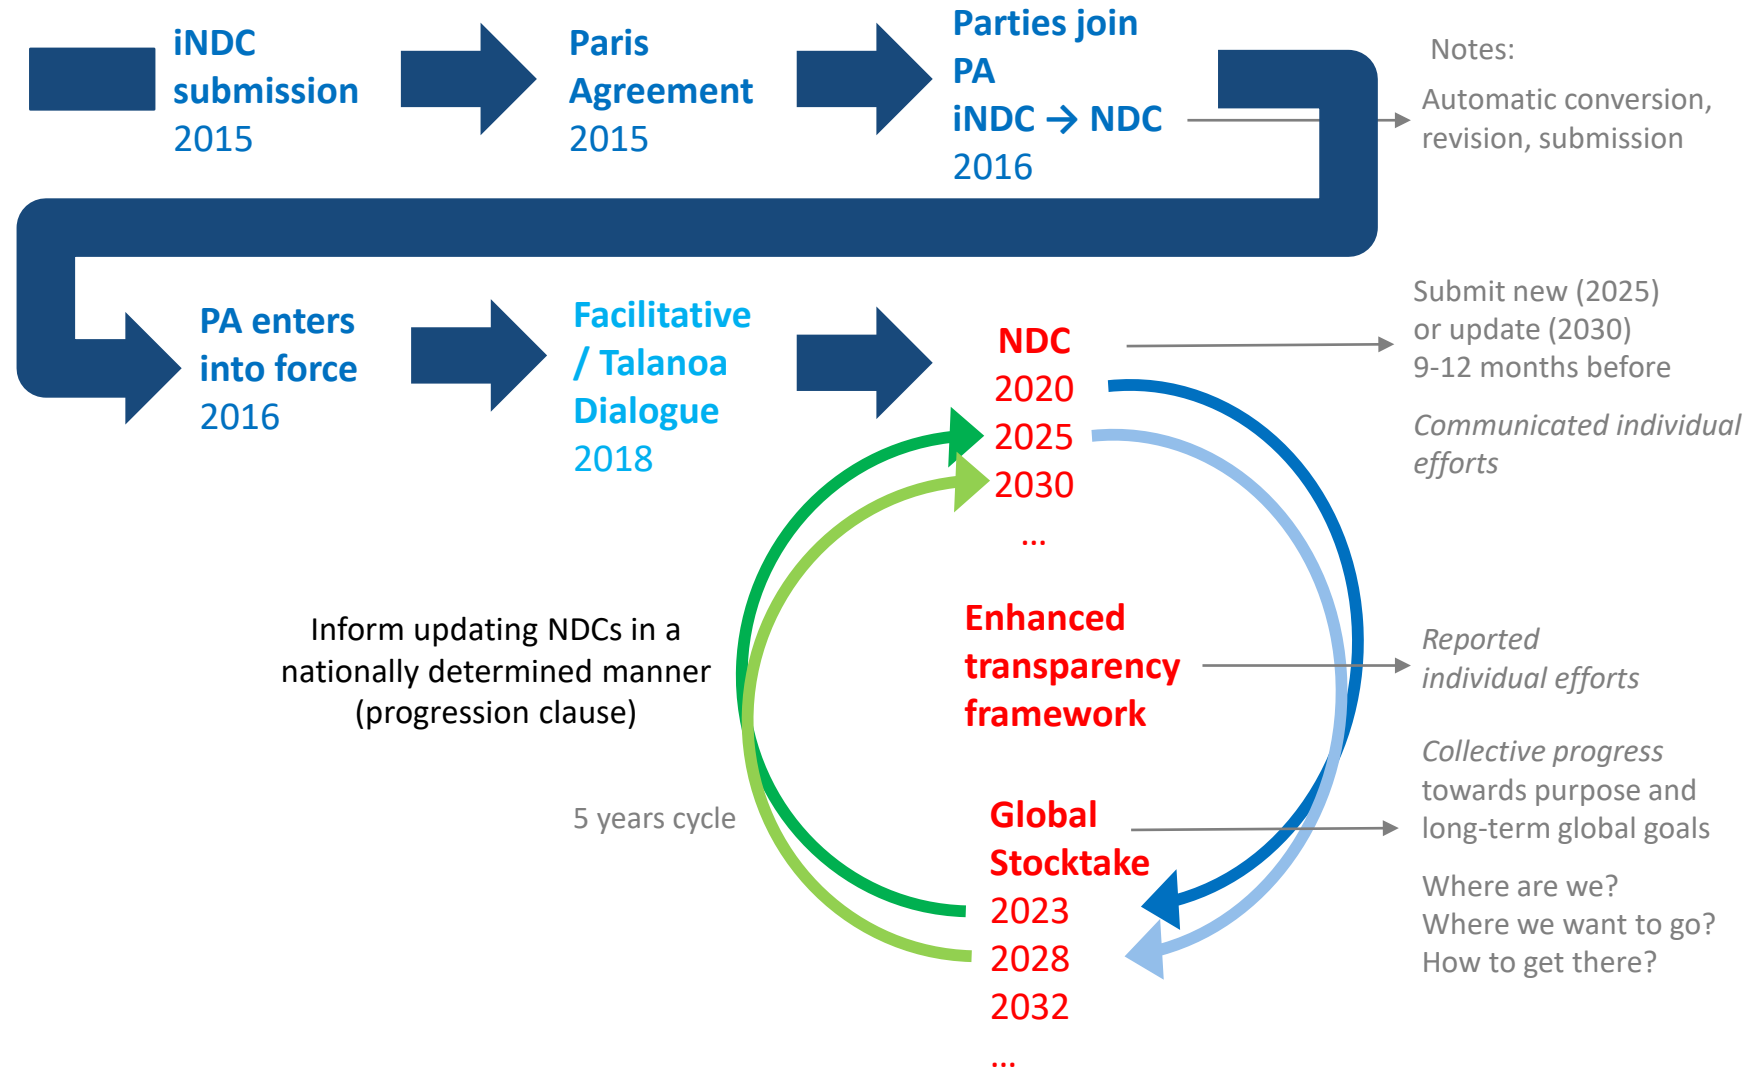 iNDC
submission
2015
Paris
Agreement
2015
Parties join
PA
iNDC → NDC
2016
Notes:
Automatic conversion,
revision, submission
PA enters
into force
2016
Facilitative
/ Talanoa
Dialogue
2018
NDC
2020
2025
2030
...
Submit new (2025)
or update (2030)
9-12 months before
Communicated individual
efforts
Inform updating NDCs in a
nationally determined manner
(progression clause)
Enhanced
transparency
framework
Reported
individual efforts
5 years cycle
Global
Stocktake
2023
2028
2032
...
Collective progress
towards purpose and
long-term global goals
Where are we?
Where we want to go?
How to get there?